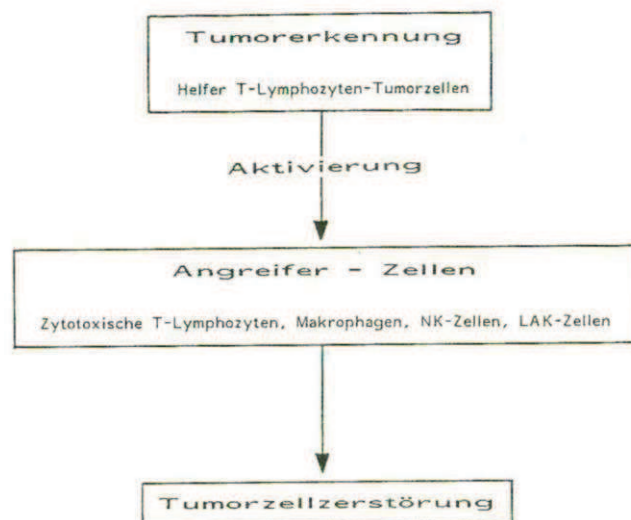 Tumorerkennung
Helfer T-Lymphozyten-Tumorzellen
Aktivierung
Angreifer - Zellen
Zytotoxische T-Lymphozyten, Makrophagen, NK-Zellen, LAK-Zellen
Tumorzellzerstörung